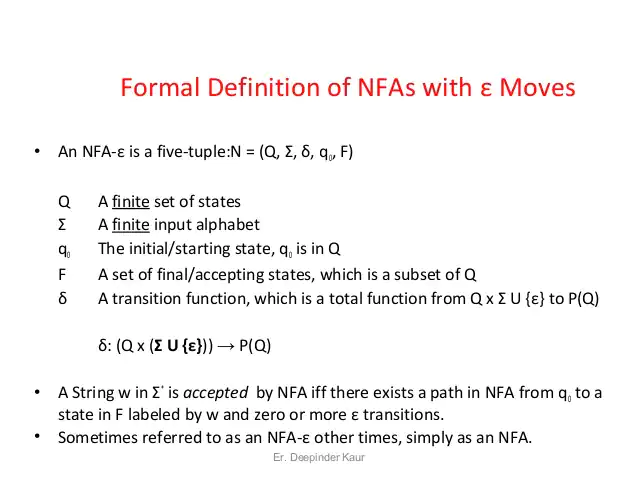 Formal Definition of NFAs with ε Moves
• An NFA-ε is a five-tuple:N = (Q, Σ, δ, q₀, F)
Q A finite set of states
Σ A finite input alphabet
q₀ The initial/starting state, q₀ is in Q
F A set of final/accepting states, which is a subset of Q
δ A transition function, which is a total function from Q x Σ U {ε} to P(Q)
δ: (Q x (Σ U {ε})) → P(Q)
• A String w in Σ* is accepted by NFA iff there exists a path in NFA from q₀ to a
state in F labeled by w and zero or more ε transitions.
• Sometimes referred to as an NFA-ε other times, simply as an NFA.
Er. Deepinder Kaur